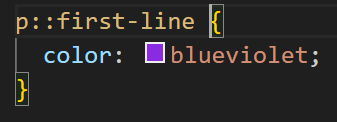 p::first-line {
  color: blueviolet;
}